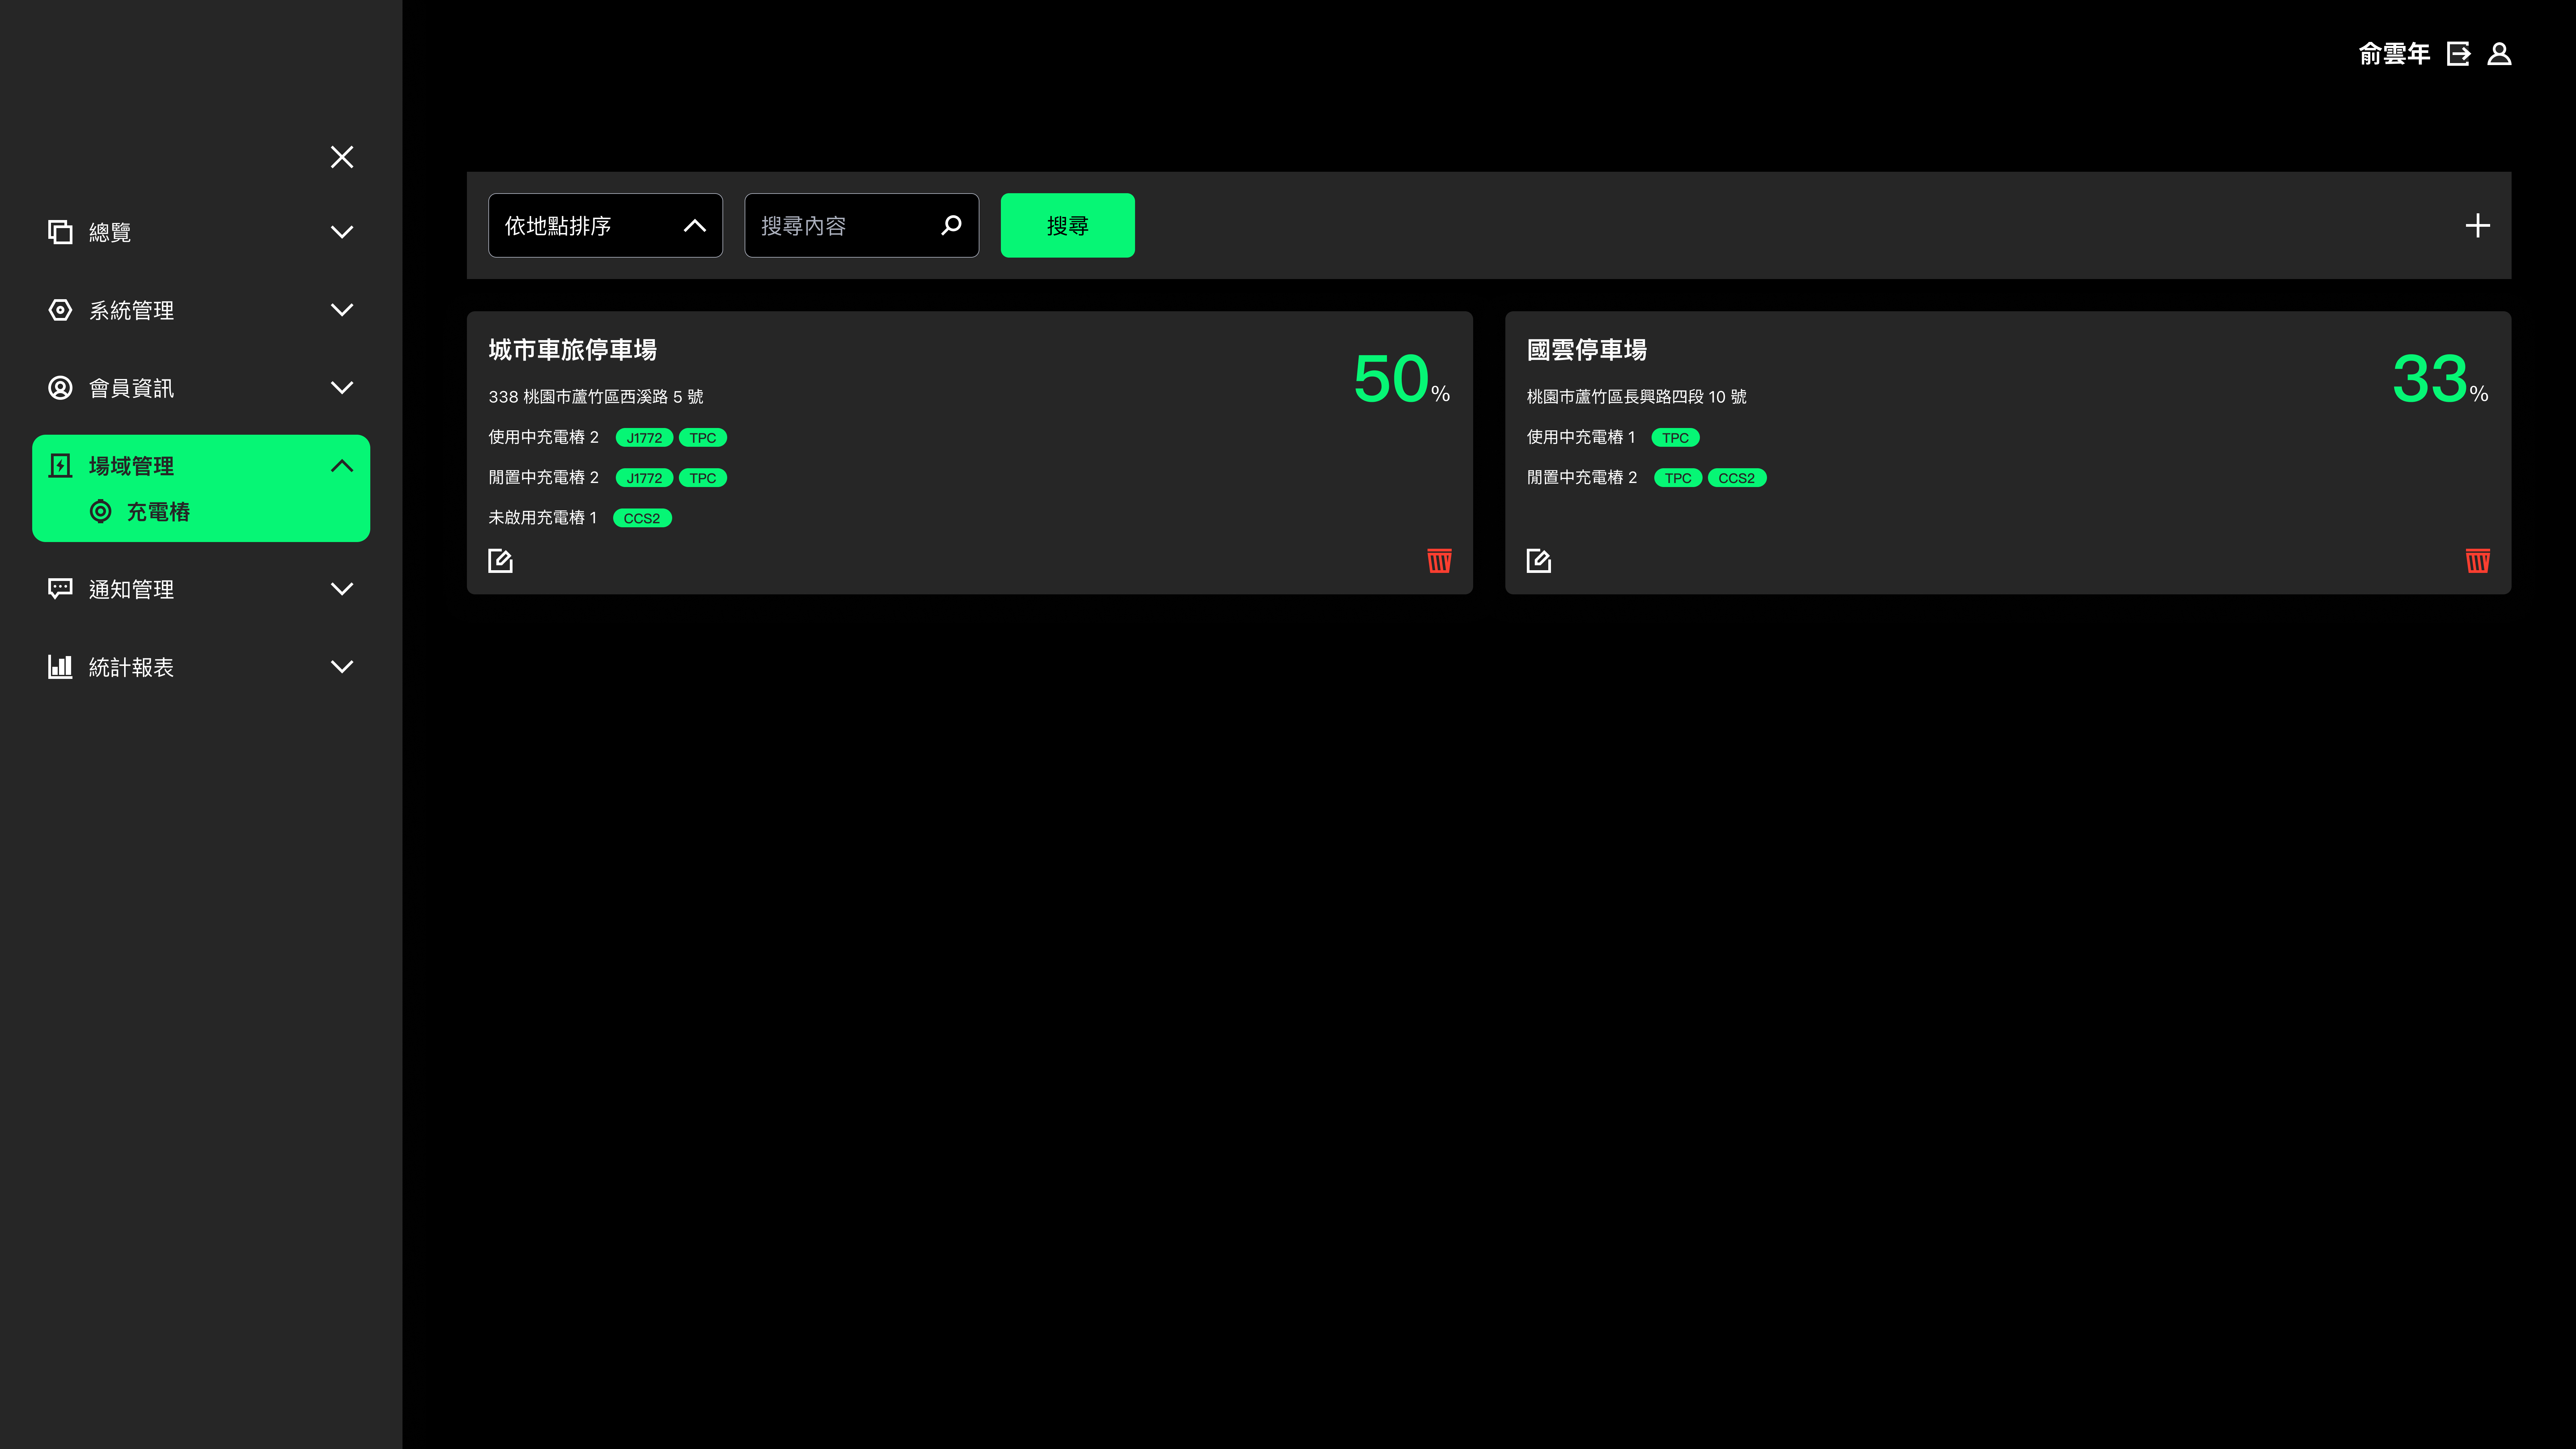 俞雲年
總覽
系統管理
會員資訊
場域管理
充電樁
通知管理
統計報表
依地點排序
搜尋內容
搜尋
城市車旅停車場
50%
338 桃園市蘆竹區西溪路 5 號
使用中充電樁 2 J1772 TPC
閒置中充電樁 2 J1772 TPC
未啟用充電樁 1 CCS2
國雲停車場
33%
桃園市蘆竹區長興路四段 10 號
使用中充電樁 1 TPC
閒置中充電樁 2 TPC CCS2